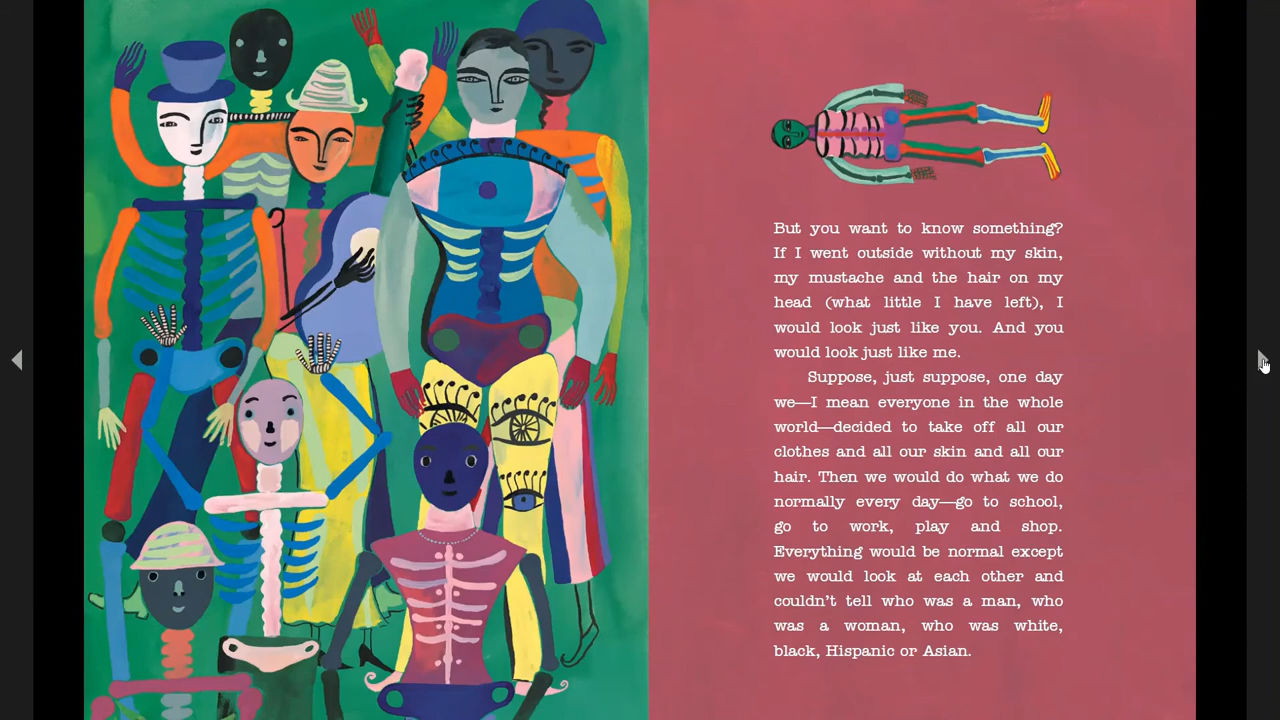 But you want to know something?
If I went outside without my skin,
my mustache and the hair on my
head (what little I have left), I
would look just like you. And you
would look just like me.
Suppose, just suppose, one day
we—I mean everyone in the whole
world—decided to take off all our
clothes and all our skin and all our
hair. Then we would do what we do
normally every day—go to school,
go to work, play and shop.
Everything would be normal except
we would look at each other and
couldn’t tell who was a man, who
was a woman, who was white,
black, Hispanic or Asian.